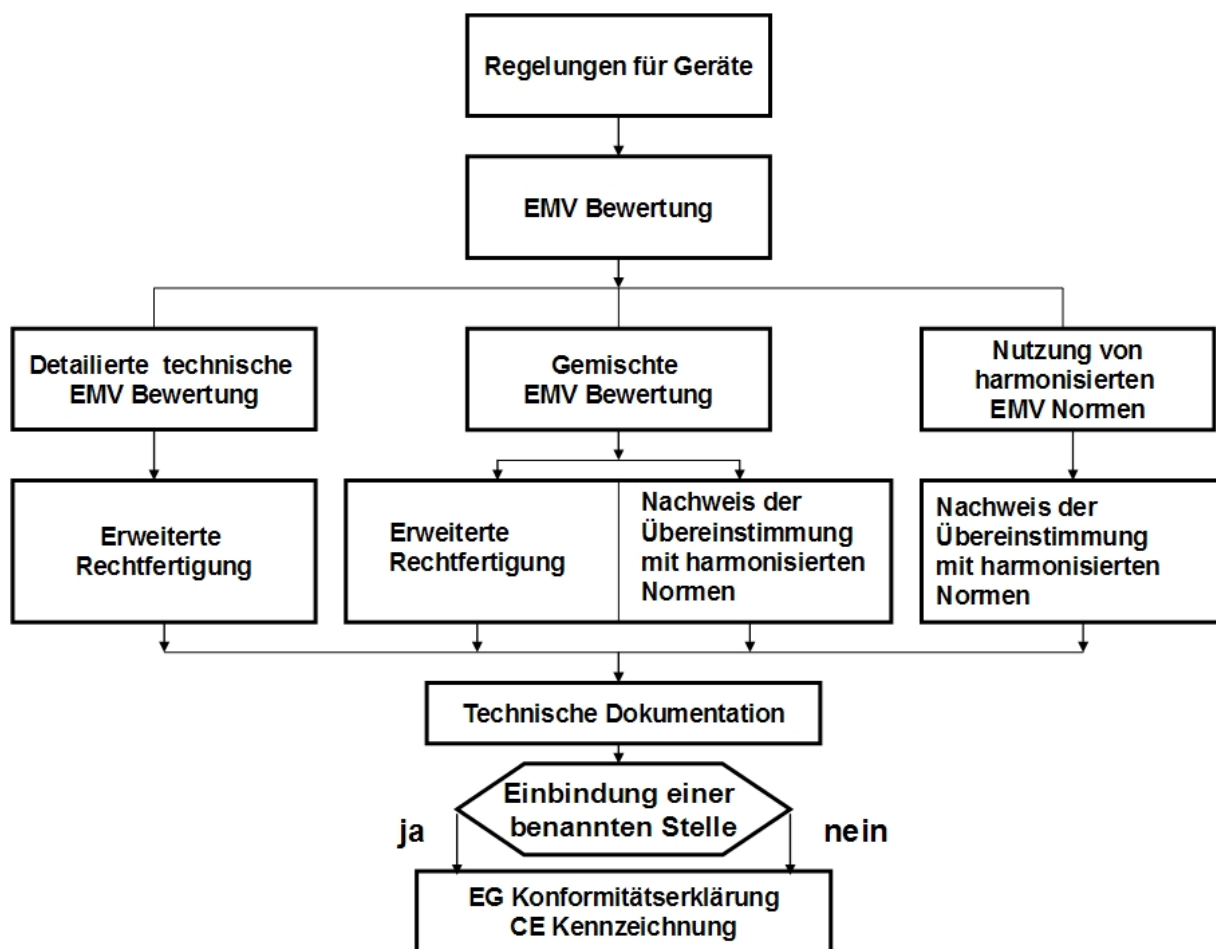 Regelungen für Geräte
EMV Bewertung
Detailierte technische
EMV Bewertung
Gemischte
EMV Bewertung
Nutzung von
harmonisierten
EMV Normen
Erweiterte
Rechtfertigung
Erweiterte
Rechtfertigung
Nachweis der
Übereinstimmung
mit harmonisierten
Normen
Nachweis der
Übereinstimmung
mit harmonisierten
Normen
Technische Dokumentation
Einbindung einer
benannten Stelle
ja
nein
EG Konformitätserklärung
CE Kennzeichnung